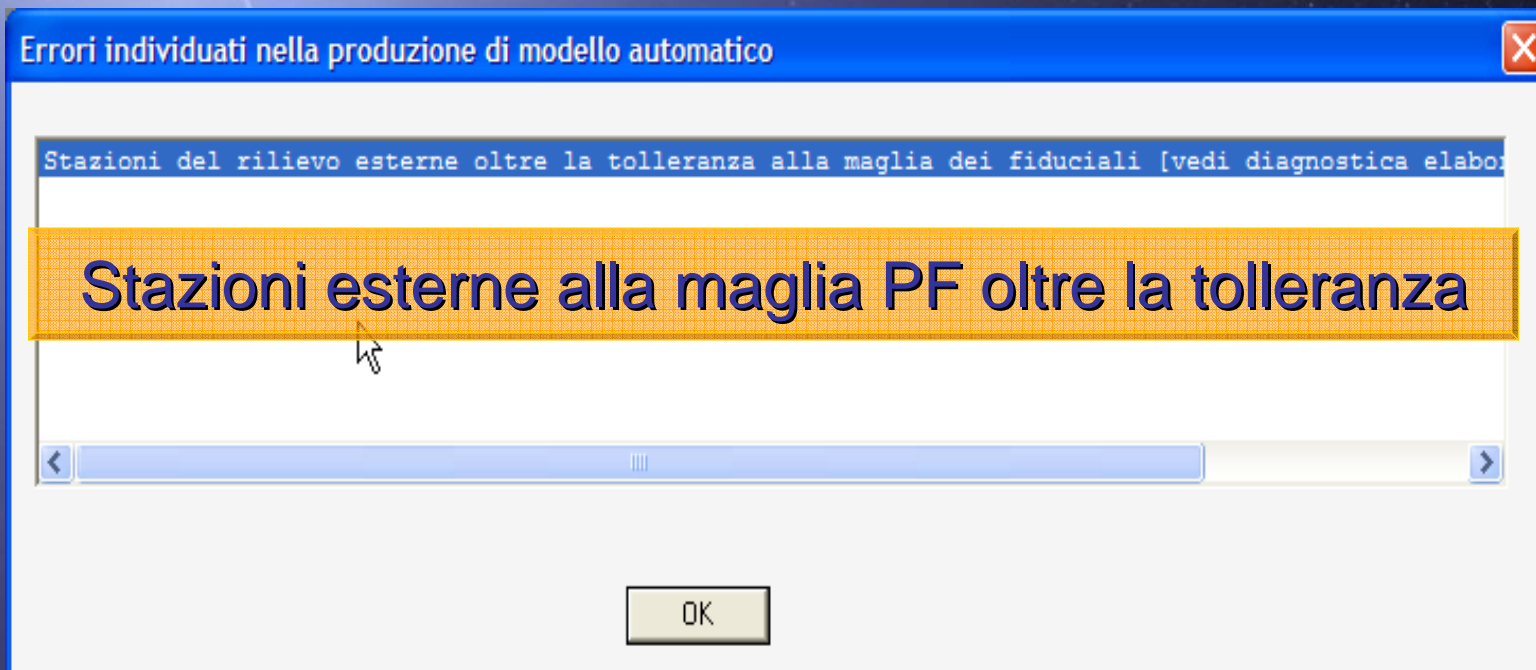 Errori individuati nella produzione di modello automatico
Stazioni del rilievo esterne oltre la tolleranza alla maglia dei fiduciali [vedi diagnostica
Stazioni esterne alla maglia PF oltre la tolleranza
OK